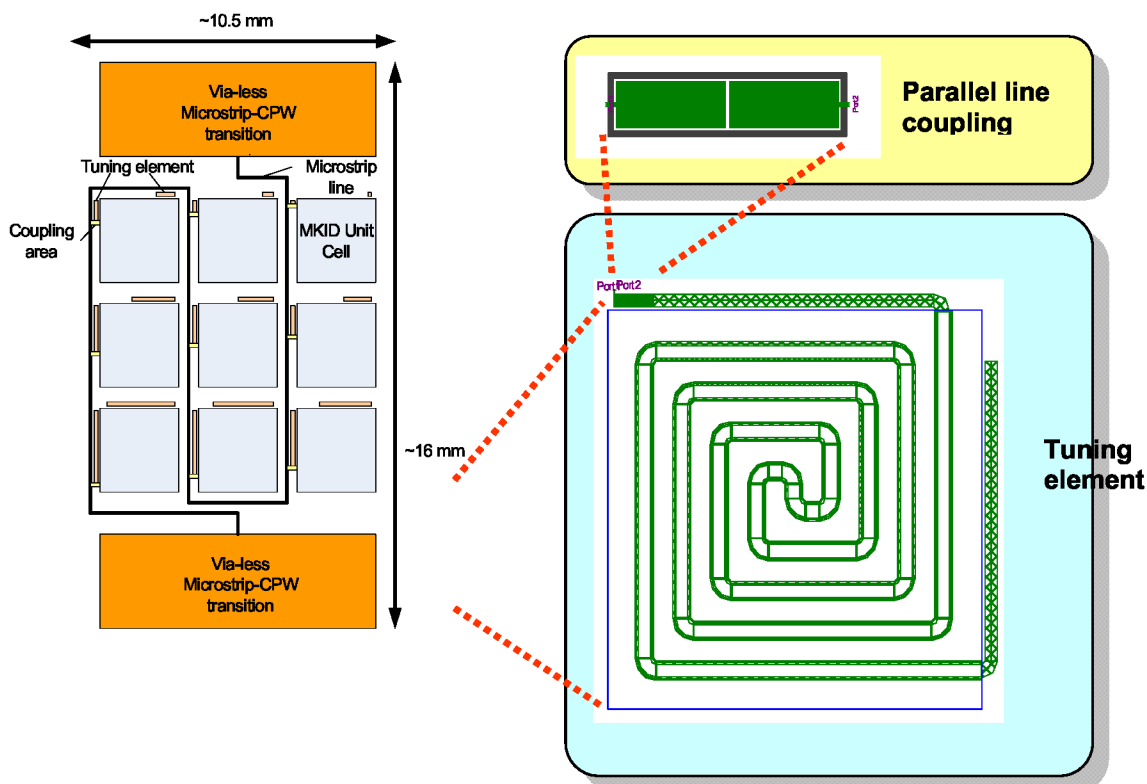 ~10.5 mm
Via-less
Microstrip-CPW
transition
Tuning element
Microstrip
line
Coupling
area
MKID Unit
Cell
~16 mm
Via-less
Microstrip-CPW
transition
Port2
Parallel line
coupling
Port2
Tuning
element